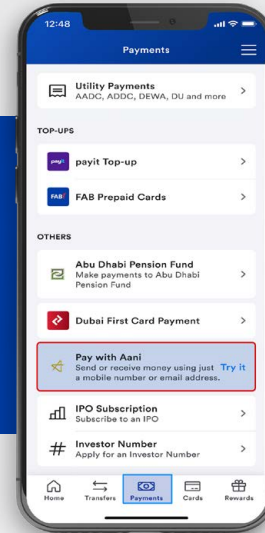 12:48
Payments
Utility Payments
AADC, ADDC, DEWA, DU and more
TOP-UPS
payit
payit Top-up
FAB
FAB Prepaid Cards
OTHERS
Abu Dhabi Pension Fund
Make payments to Abu Dhabi
Pension Fund
Dubai First Card Payment
Pay with Aani
Send or receive money using just Try it
a mobile number or email address.
IPO Subscription
Subscribe to an IPO
Investor Number
Apply for an Investor Number
Home Transfers Payments Cards Rewards